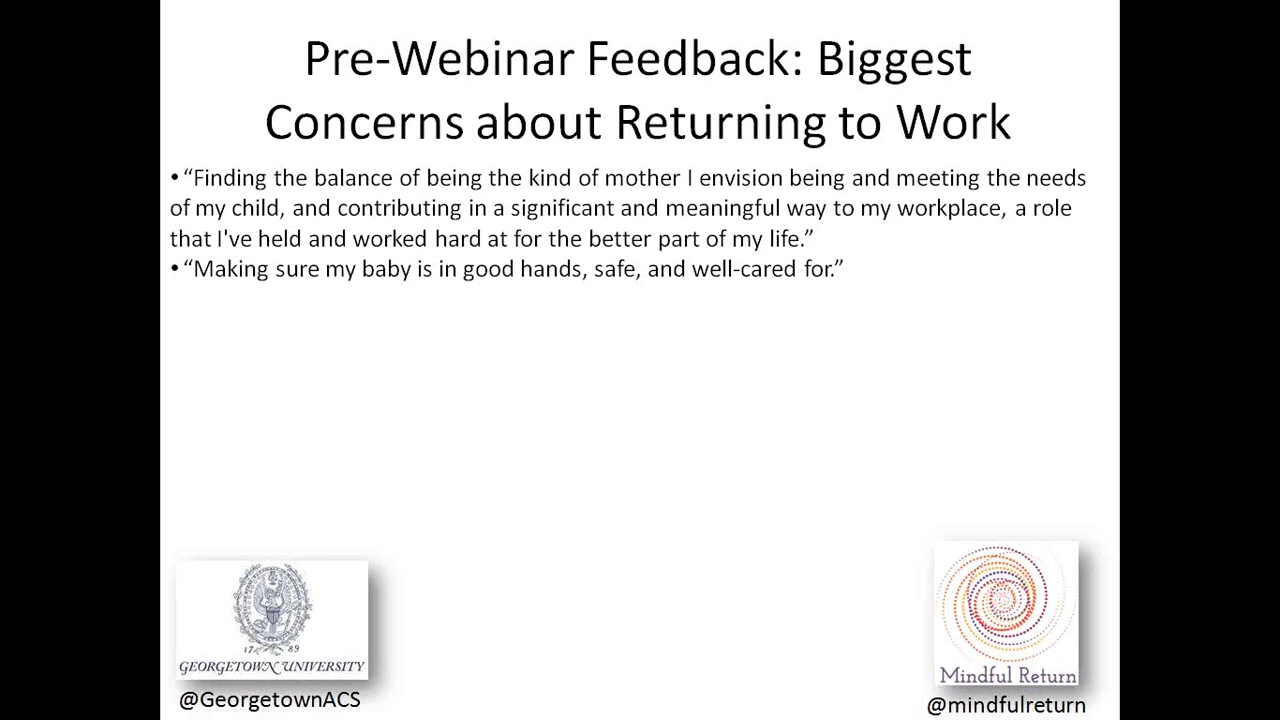 Pre-Webinar Feedback: Biggest
Concerns about Returning to Work
• “Finding the balance of being the kind of mother I envision being and meeting the needs
of my child, and contributing in a significant and meaningful way to my workplace, a role
that I've held and worked hard at for the better part of my life.”
• “Making sure my baby is in good hands, safe, and well-cared for.”
17 89
GEORGETOWN UNIVERSITY
@GeorgetownACS
Mindful Return
@mindfulreturn